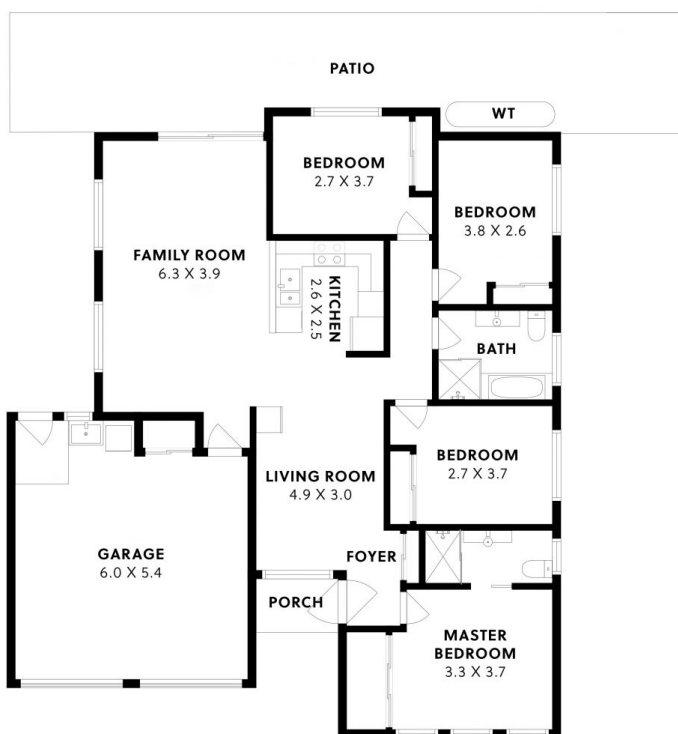 PATIO
WT
BEDROOM
2.7 X 3.7
BEDROOM
3.8 X 2.6
FAMILY ROOM
6.3 X 3.9
KITCHEN
2.6 X 2.5
BATH
BEDROOM
2.7 X 3.7
LIVING ROOM
4.9 X 3.0
GARAGE
6.0 X 5.4
FOYER
PORCH
MASTER
BEDROOM
3.3 X 3.7